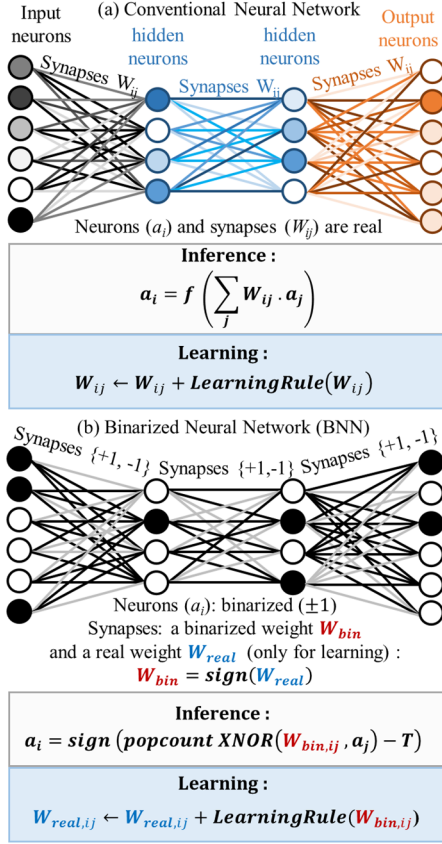 (a) Conventional Neural Network
Input neurons
hidden neurons
hidden neurons
Output neurons
Synapses W_ij
Synapses W_ij
Synapses W_ij
Neurons (a_i) and synapses (W_ij) are real
Inference :
a_i = f ( ∑_j W_ij . a_j )
Learning :
W_ij ← W_ij + LearningRule(W_ij)
(b) Binarized Neural Network (BNN)
Synapses {+1, -1}
Synapses {+1,-1}
Synapses {+1, -1}
Neurons (a_i): binarized (±1)
Synapses: a binarized weight W_bin
and a real weight W_real (only for learning) :
W_bin = sign(W_real)
Inference :
a_i = sign (popcount XNOR(W_bin,ij , a_j) − T)
Learning :
W_real,ij ← W_real,ij + LearningRule(W_bin,ij)